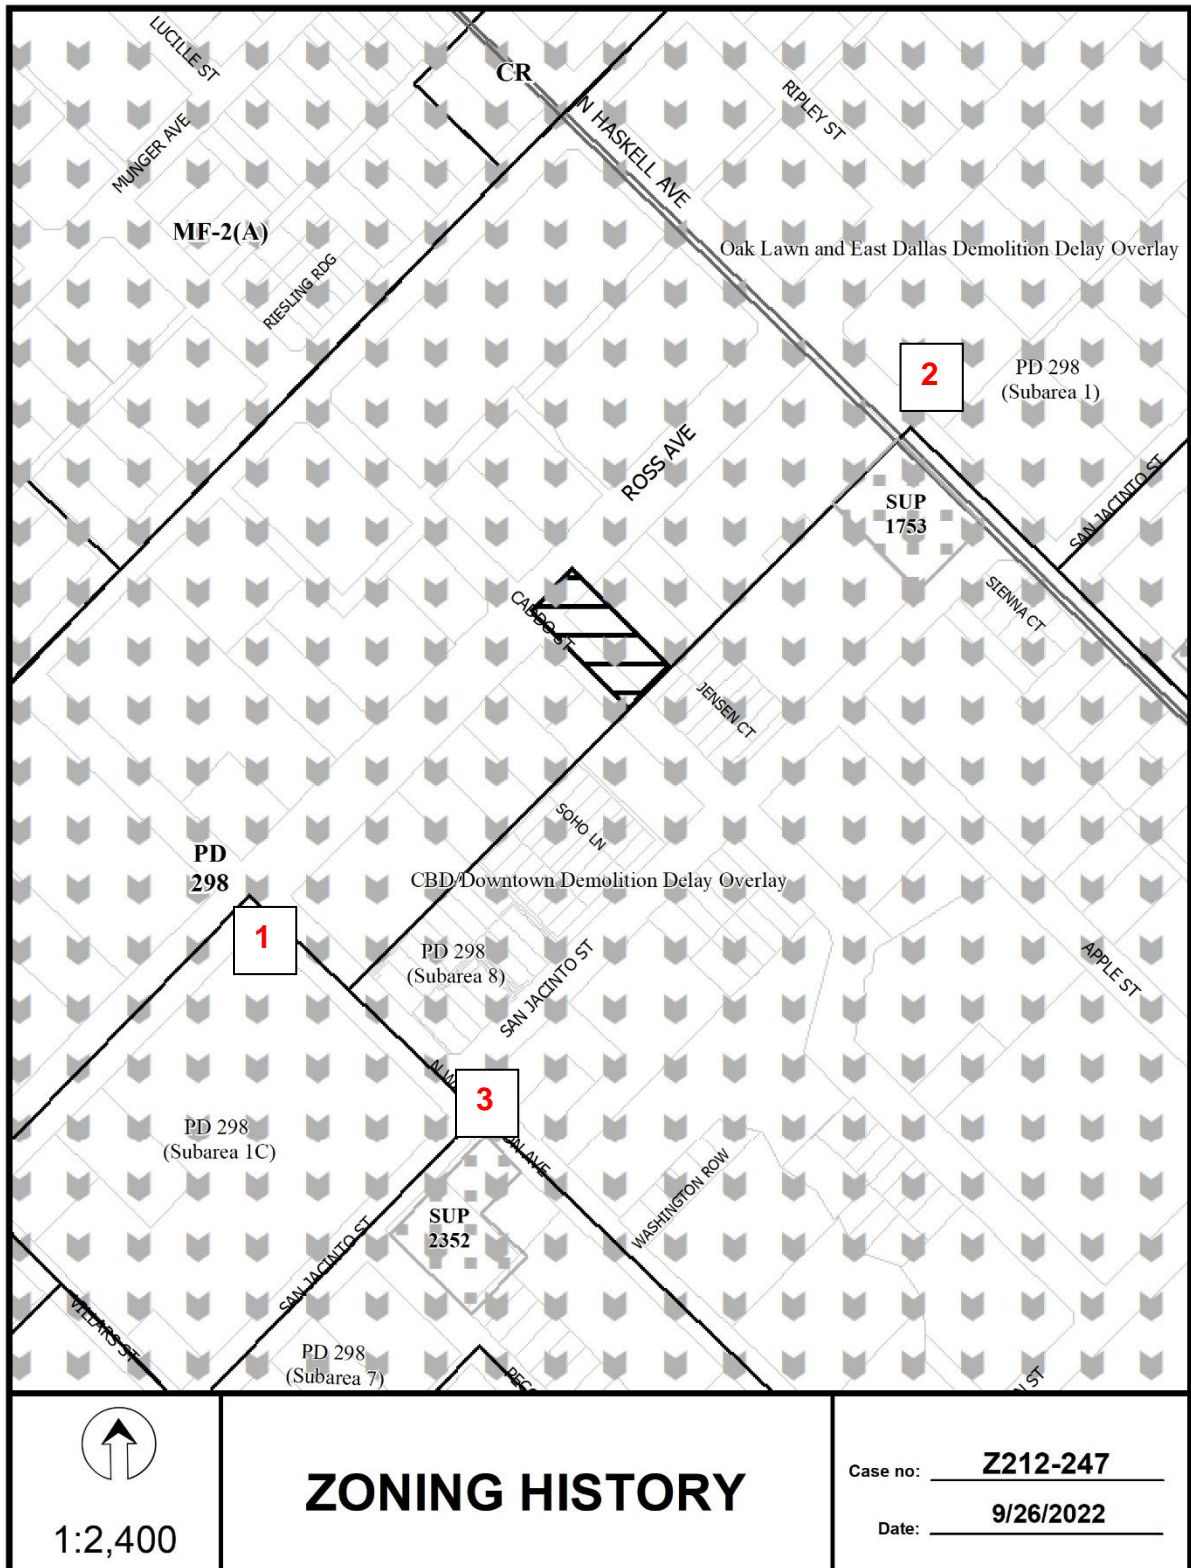 LUCILLE ST
CR
N HASKELL AVE
RIPLEY ST
MUNGER AVE
MF-2(A)
Oak Lawn and East Dallas Demolition Delay Overlay
RIESLING RDG
2
PD 298
(Subarea 1)
ROSS AVE
SAN JACINTO ST
SUP
1753
SIENNA CT
CADDO ST
JENSEN CT
SOHO LN
PD
298
CBD/Downtown Demolition Delay Overlay
1
PD 298
(Subarea 8)
SAN JACINTO ST
APPLE ST
3
PD 298
(Subarea 1C)
WASHINGTON ROW
SUP
2352
SAN JACINTO ST
VILLARS ST
PD 298
(Subarea 7)
1:2,400
ZONING HISTORY
Case no: Z212-247
Date: 9/26/2022